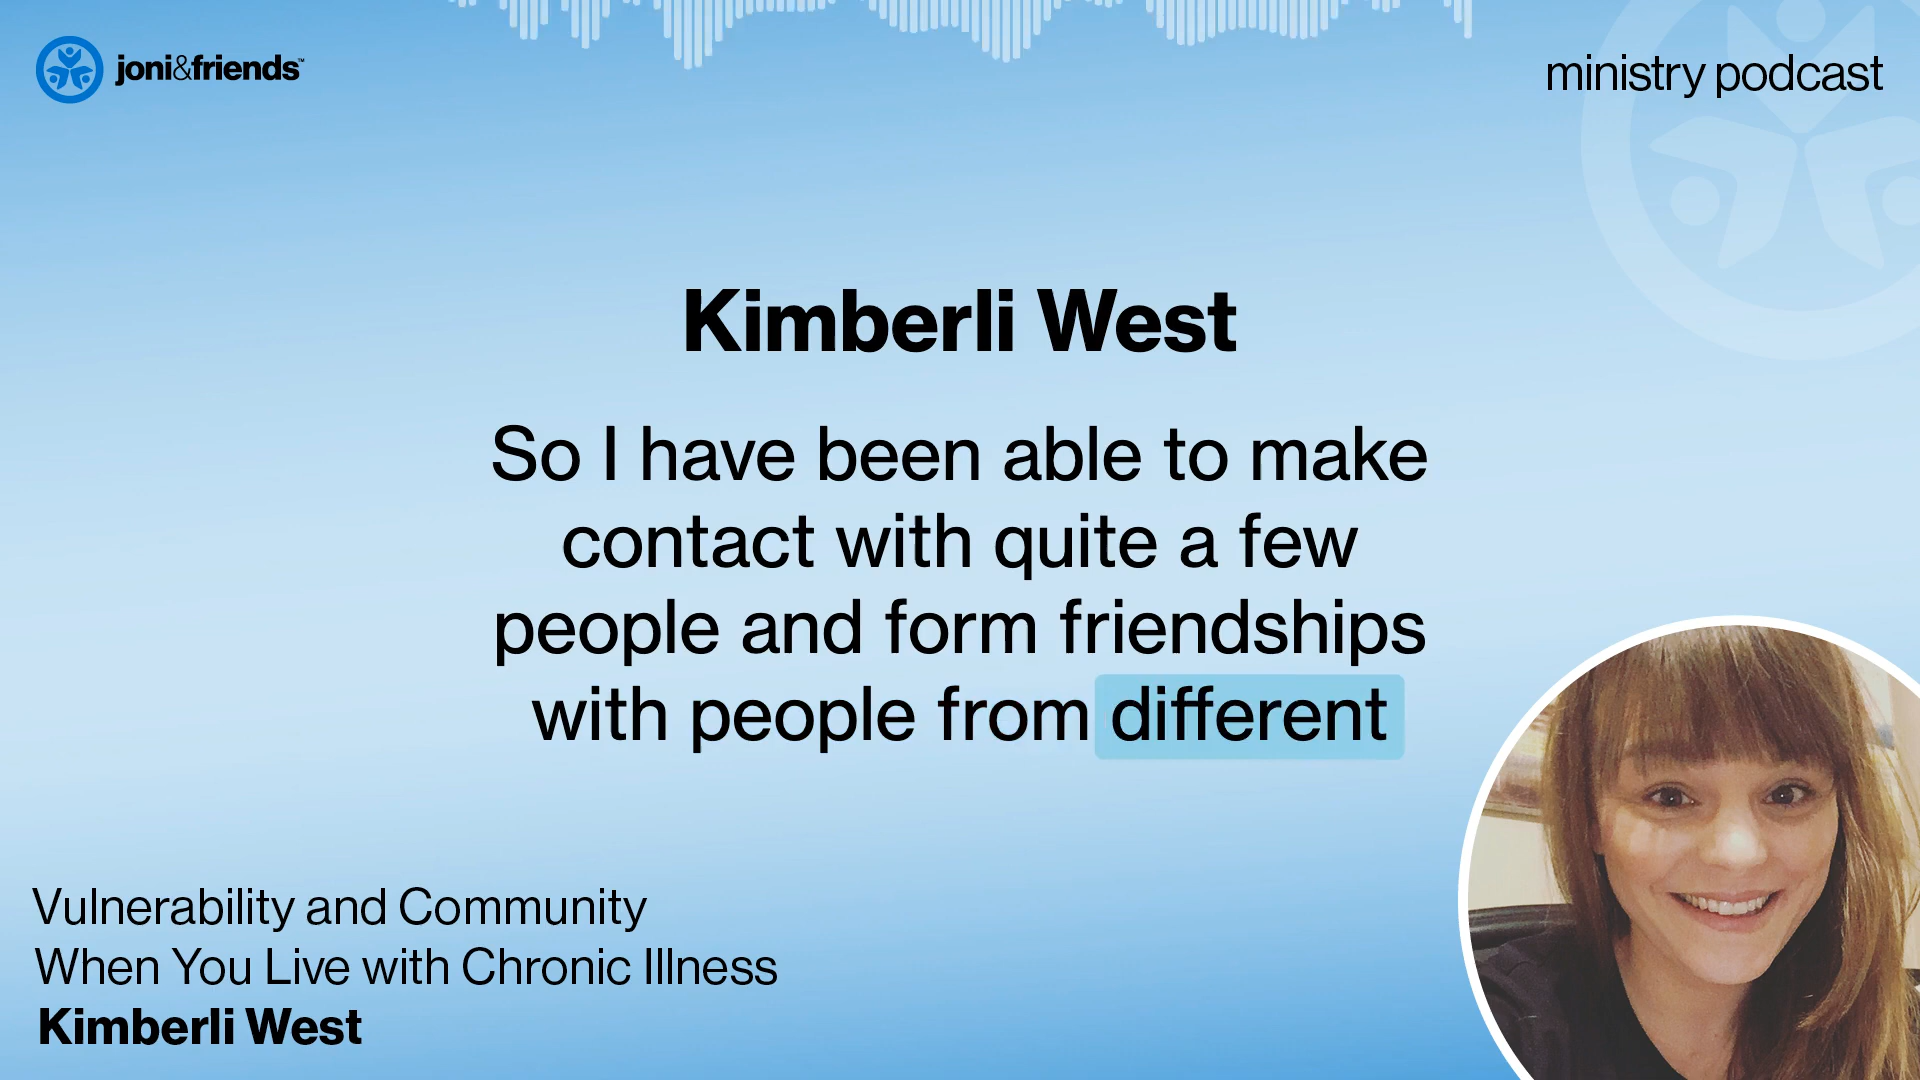 joni&friends™
ministry podcast
Kimberli West
So I have been able to make
contact with quite a few
people and form friendships
with people from different
Vulnerability and Community
When You Live with Chronic Illness
Kimberli West